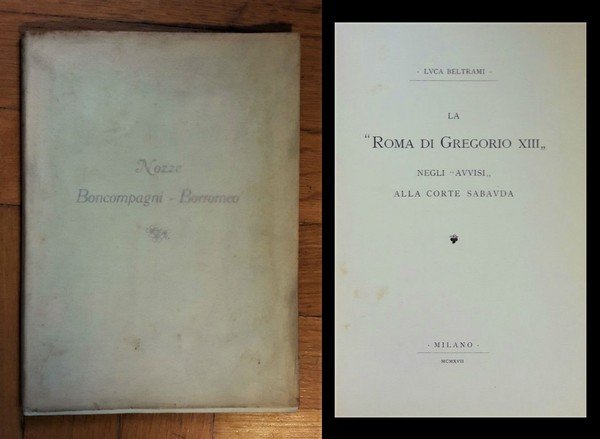 Nozze
Boncompagni - Borromeo
- LVCA BELTRAMI -
LA
"ROMA DI GREGORIO XIII„
NEGLI "AVVISI„
ALLA CORTE SABAVDA
- MILANO -
MCMXVII